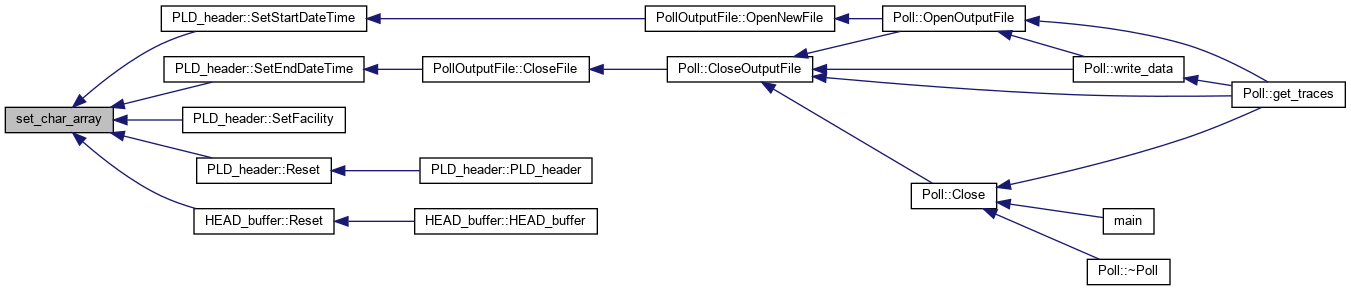 PLD_header::SetStartDateTime
PollOutputFile::OpenNewFile
Poll::OpenOutputFile
PLD_header::SetEndDateTime
PollOutputFile::CloseFile
Poll::CloseOutputFile
Poll::write_data
Poll::get_traces
set_char_array
PLD_header::SetFacility
PLD_header::Reset
PLD_header::PLD_header
Poll::Close
HEAD_buffer::Reset
HEAD_buffer::HEAD_buffer
main
Poll::~Poll